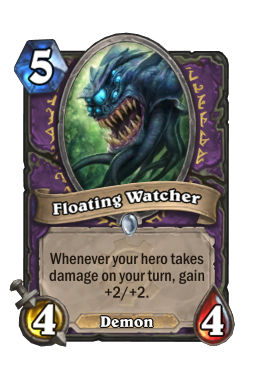 5
Floating Watcher
Whenever your hero takes
damage on your turn, gain
+2/+2.
4
Demon
4